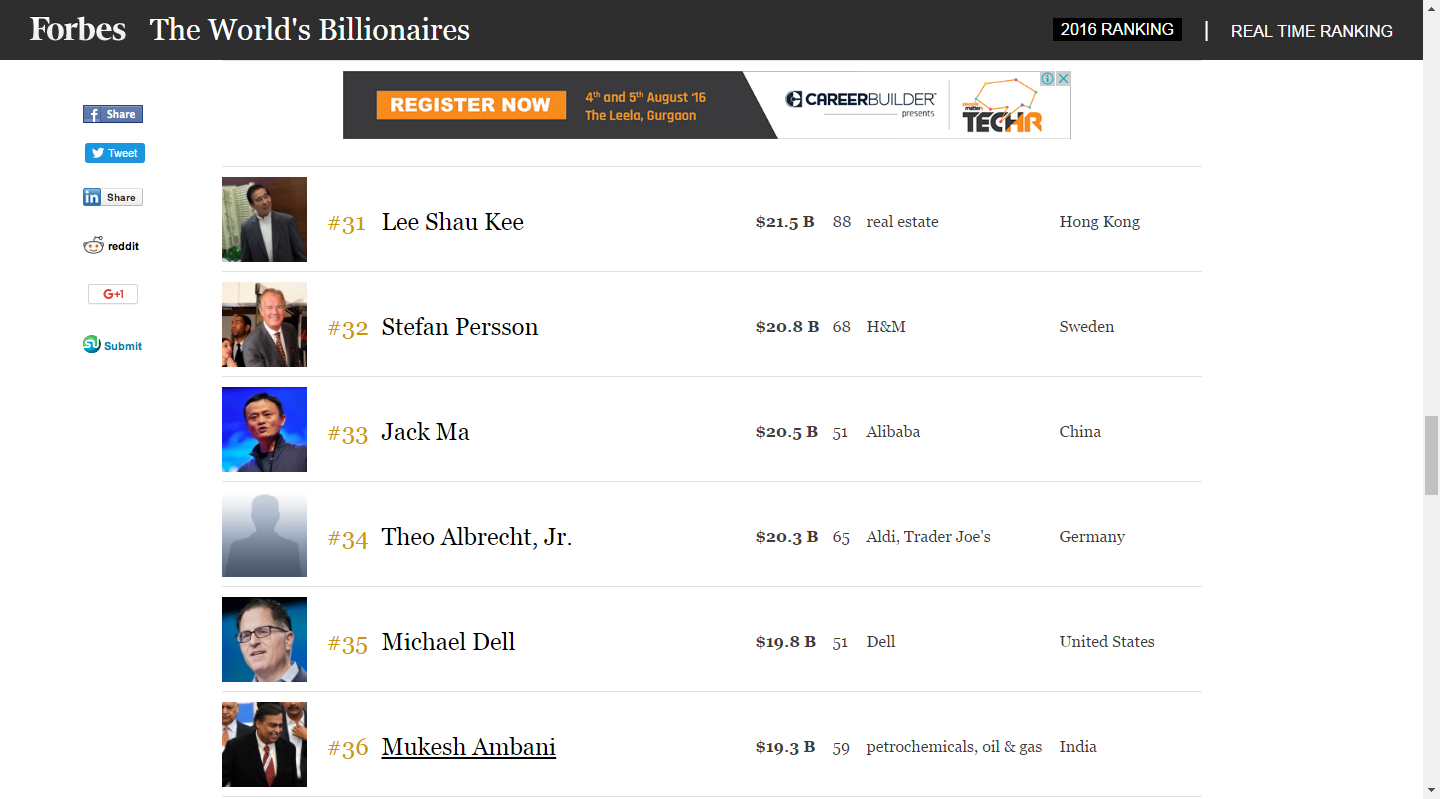 Forbes The World's Billionaires
2016 RANKING | REAL TIME RANKING
REGISTER NOW
4th and 5th August '16
The Leela, Gurgaon
CAREERBUILDER
presents
people matters
TECHR
f Share
Tweet
in Share
reddit
G+1
Submit
#31 Lee Shau Kee $21.5 B 88 real estate Hong Kong
#32 Stefan Persson $20.8 B 68 H&M Sweden
#33 Jack Ma $20.5 B 51 Alibaba China
#34 Theo Albrecht, Jr. $20.3 B 65 Aldi, Trader Joe's Germany
#35 Michael Dell $19.8 B 51 Dell United States
#36 Mukesh Ambani $19.3 B 59 petrochemicals, oil & gas India